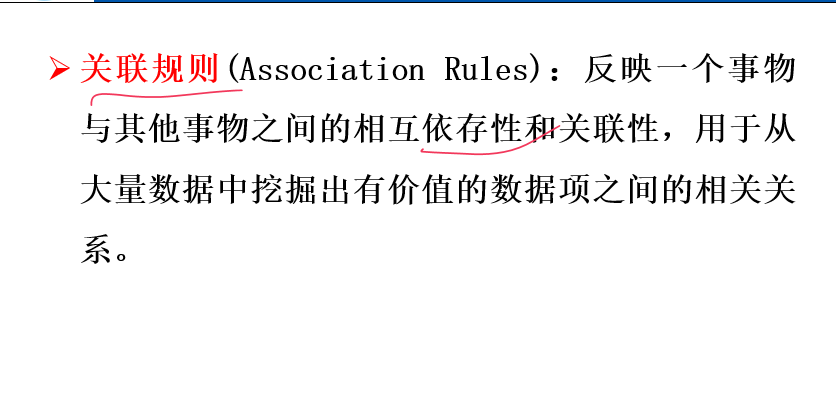 ➢关联规则(Association Rules)：反映一个事物
与其他事物之间的相互依存性和关联性，用于从
大量数据中挖掘出有价值的数据项之间的相关关
系。